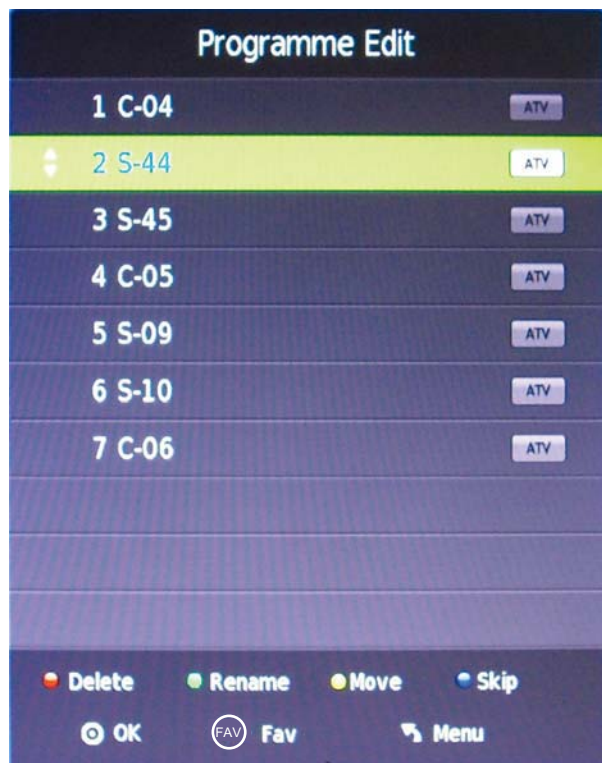 Programme Edit
1 C-04 ATV
2 S-44 ATV
3 S-45 ATV
4 C-05 ATV
5 S-09 ATV
6 S-10 ATV
7 C-06 ATV
Delete Rename Move Skip
OK FAV Fav Menu